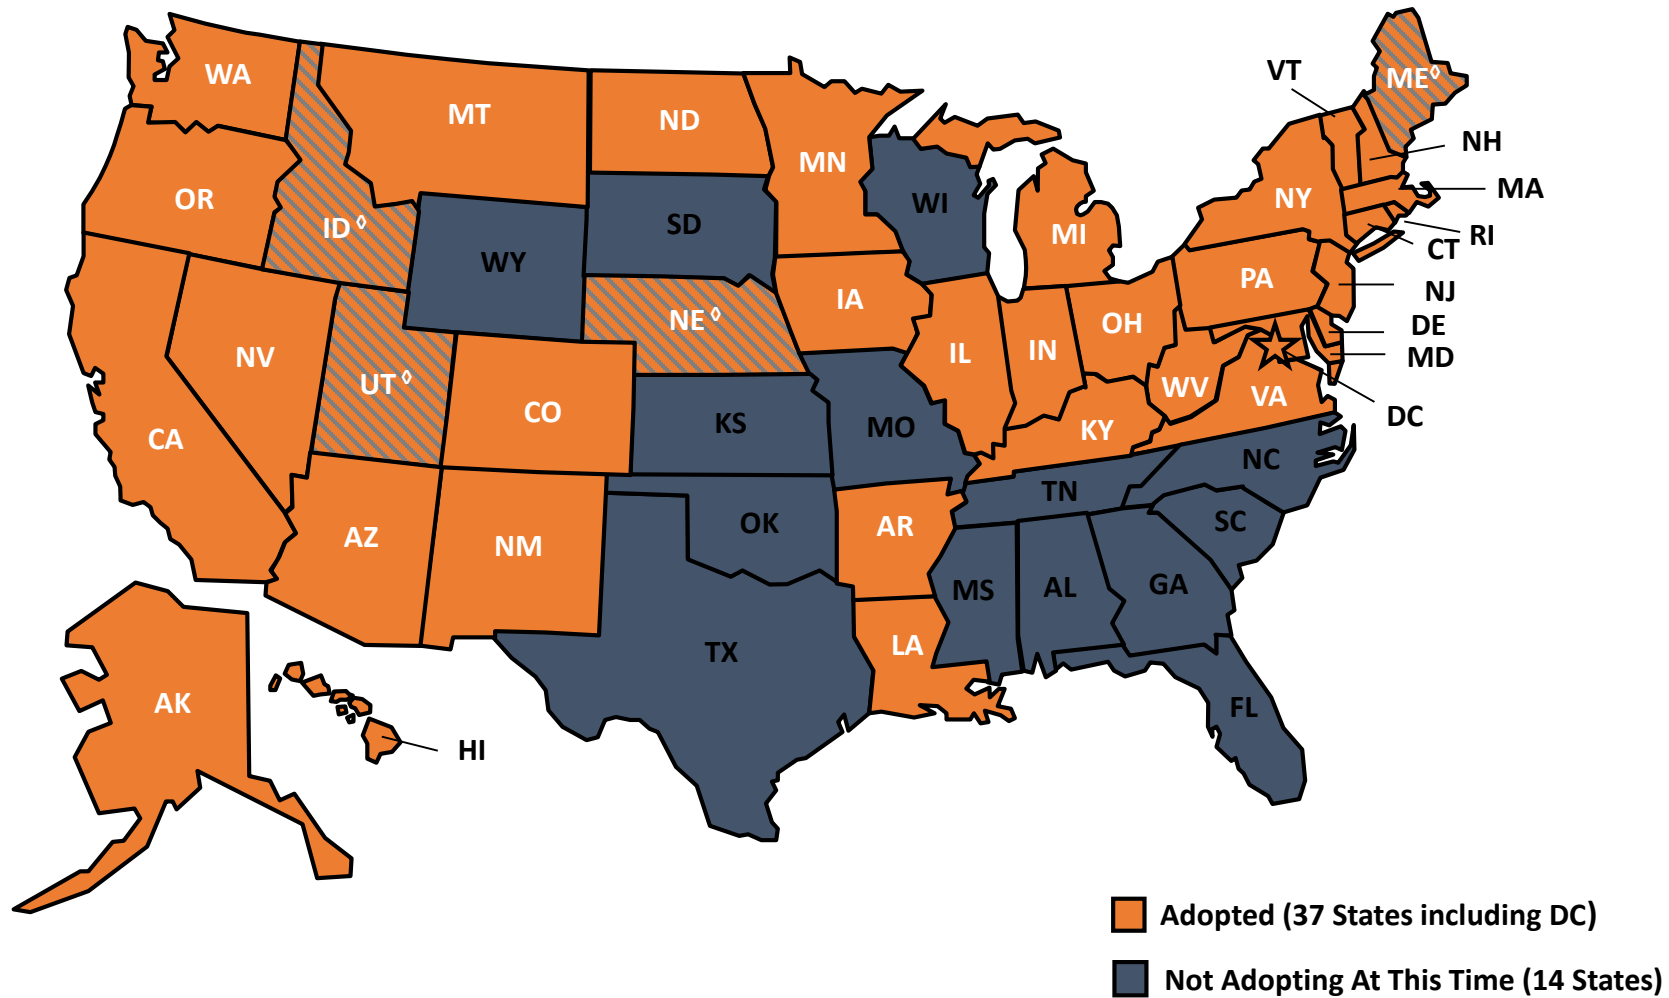 WA
MT
ND
MN
VT
ME◊
NH
MA
OR
ID◊
WY
SD
WI
MI
NY
RI
CT
PA
NJ
DE
MD
DC
NV
UT◊
CO
NE◊
IA
IL
IN
OH
WV
VA
KY
CA
KS
MO
NC
TN
SC
AZ
NM
OK
AR
MS
AL
GA
TX
LA
FL
AK
HI
Adopted (37 States including DC)
Not Adopting At This Time (14 States)